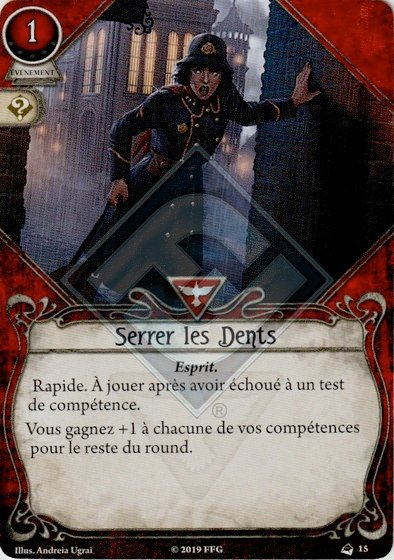 1
ÉVÉNEMENT
?
Serrer les Dents
Esprit.
Rapide. À jouer après avoir échoué à un test
de compétence.
Vous gagnez +1 à chacune de vos compétences
pour le reste du round.
®
Illus. Andreia Ugrai
© 2019 FFG
15